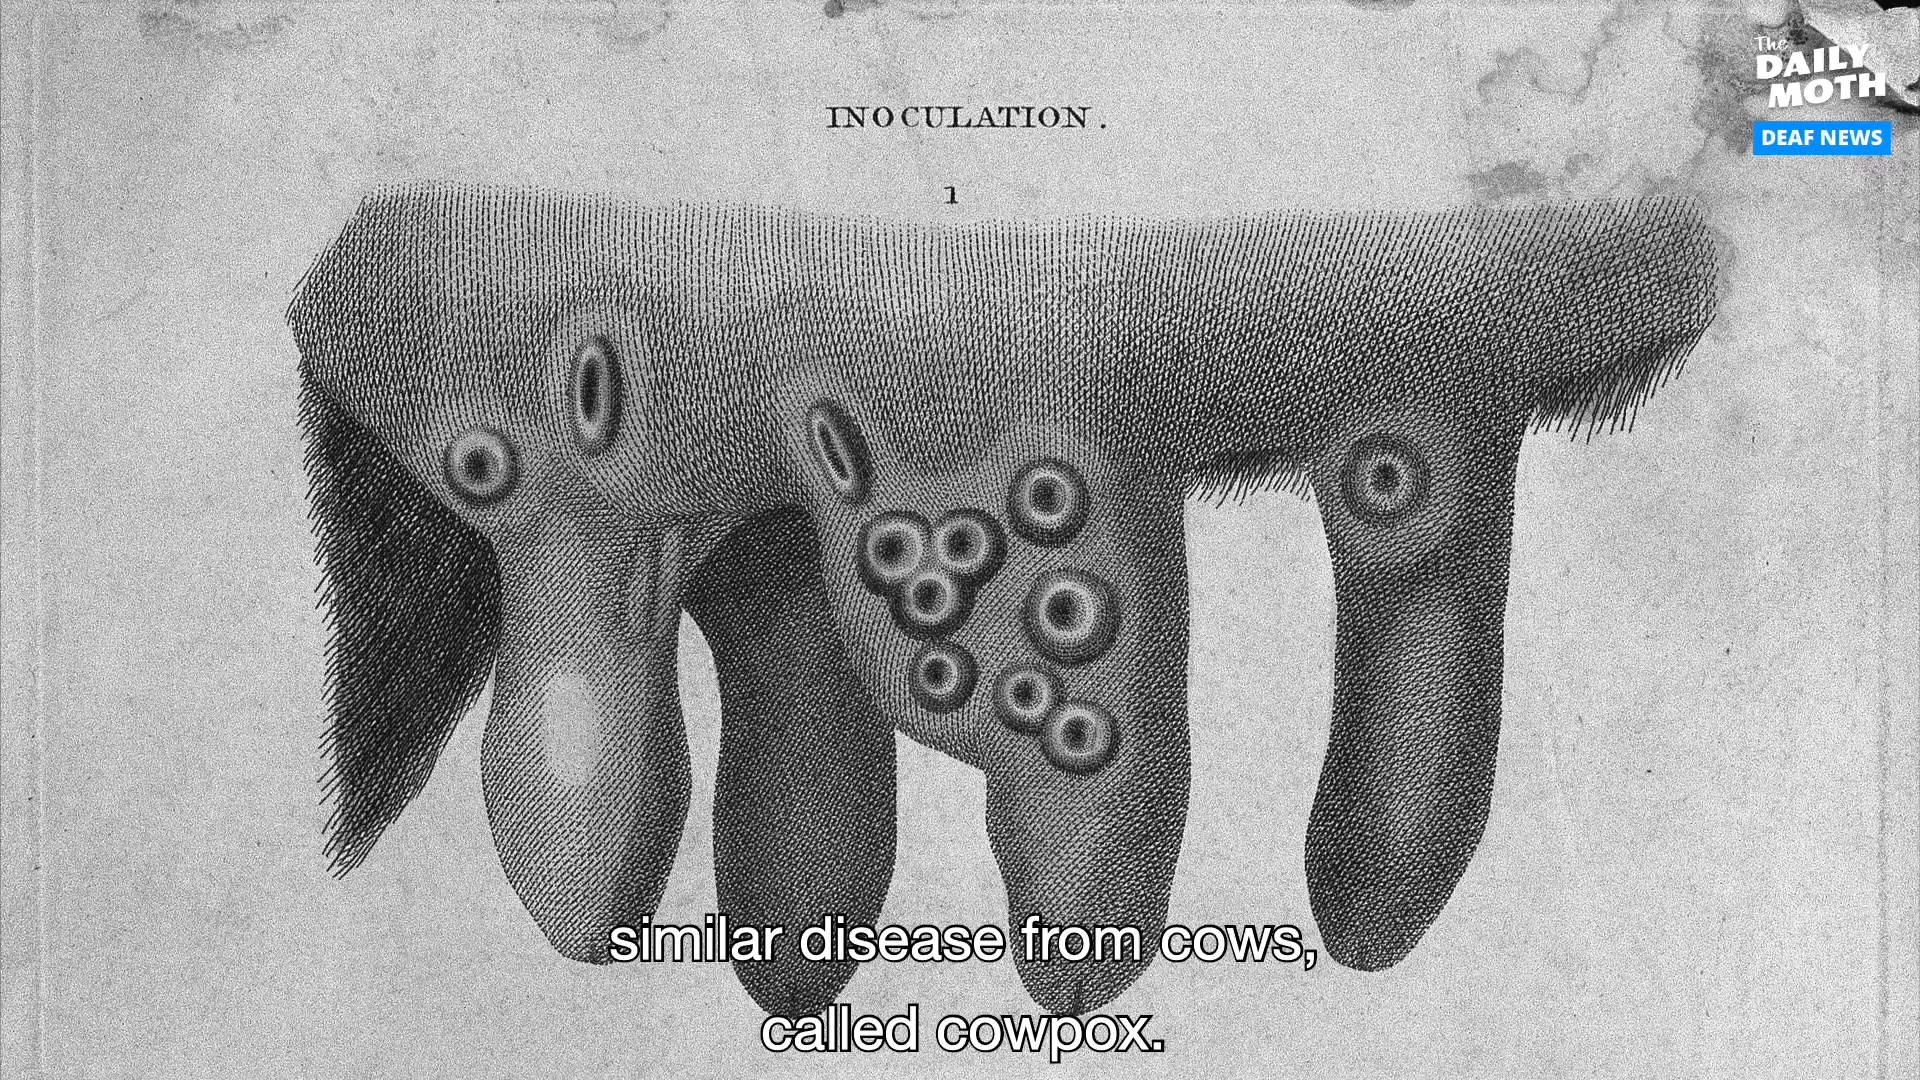 The
DAILY
MOTH
DEAF NEWS
INOCULATION.
1
similar disease from cows,
called cowpox.